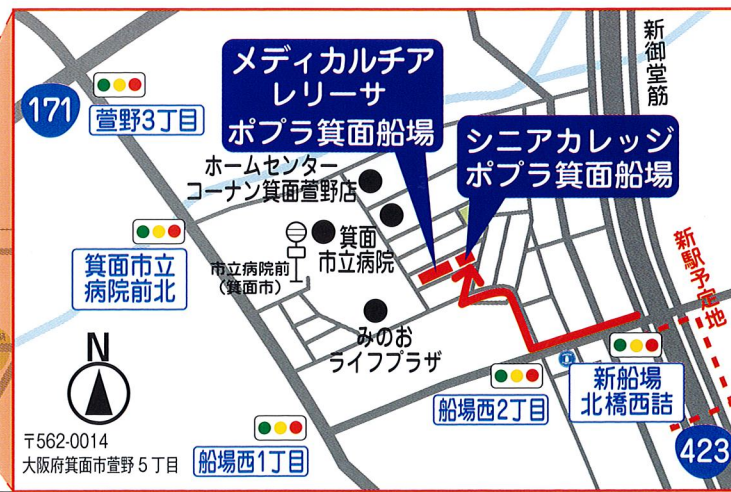 171
萱野3丁目
メディカルチア
レリーサ
ポプラ箕面船場
新御堂筋
シニアカレッジ
ポプラ箕面船場
ホームセンター
コーナン箕面萱野店
箕面市立
病院前北
箕面
市立病院
市立病院前
(箕面市)
新駅予定地
みのお
ライフプラザ
N
船場西2丁目
新船場
北橋西詰
〒562-0014
大阪府箕面市萱野5丁目
船場西1丁目
423